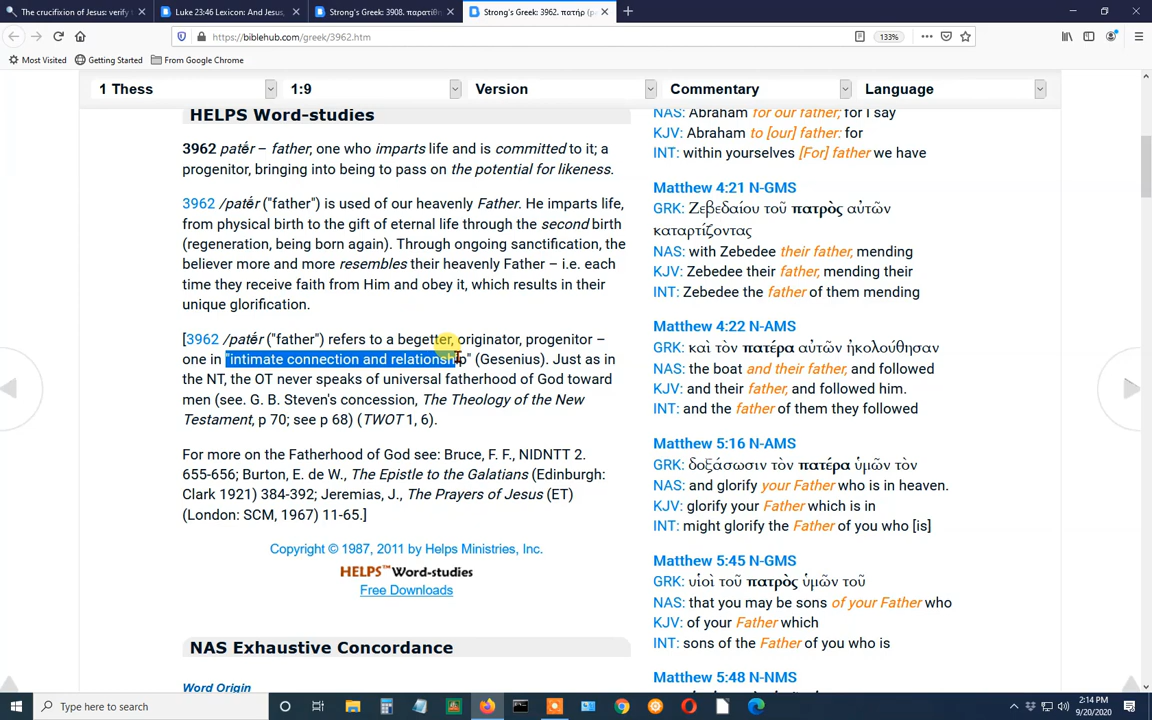 The crucifixion of Jesus: verify
Luke 23:46 Lexicon: And Jesus,
Strong's Greek: 3908. παρατίθ
Strong's Greek: 3962. πατήρ (p
https://biblehub.com/greek/3962.htm
133%
Most Visited
Getting Started
From Google Chrome
1 Thess
1:9
Version
Commentary
Language
HELPS Word-studies
3962 patḗr – father; one who imparts life and is committed to it; a
progenitor, bringing into being to pass on the potential for likeness.
3962 /patḗr ("father") is used of our heavenly Father. He imparts life,
from physical birth to the gift of eternal life through the second birth
(regeneration, being born again). Through ongoing sanctification, the
believer more and more resembles their heavenly Father – i.e. each
time they receive faith from Him and obey it, which results in their
unique glorification.
[3962 /patḗr ("father") refers to a begetter, originator, progenitor –
one in "intimate connection and relationship" (Gesenius). Just as in
the NT, the OT never speaks of universal fatherhood of God toward
men (see. G. B. Steven's concession, The Theology of the New
Testament, p 70; see p 68) (TWOT 1, 6).
For more on the Fatherhood of God see: Bruce, F. F., NIDNTT 2.
655-656; Burton, E. de W., The Epistle to the Galatians (Edinburgh:
Clark 1921) 384-392; Jeremias, J., The Prayers of Jesus (ET)
(London: SCM, 1967) 11-65.]
Copyright © 1987, 2011 by Helps Ministries, Inc.
HELPS™ Word-studies
Free Downloads
NAS Exhaustive Concordance
Word Origin
NAS: Abraham for our father; for I say
KJV: Abraham to [our] father: for
INT: within yourselves [For] father we have
Matthew 4:21 N-GMS
GRK: Ζεβεδαίου τοῦ πατρὸς αὐτῶν
καταρτίζοντας
NAS: with Zebedee their father, mending
KJV: Zebedee their father, mending their
INT: Zebedee the father of them mending
Matthew 4:22 N-AMS
GRK: καὶ τὸν πατέρα αὐτῶν ἠκολούθησαν
NAS: the boat and their father, and followed
KJV: and their father, and followed him.
INT: and the father of them they followed
Matthew 5:16 N-AMS
GRK: δοξάσωσιν τὸν πατέρα ὑμῶν τὸν
NAS: and glorify your Father who is in heaven.
KJV: glorify your Father which is in
INT: might glorify the Father of you who [is]
Matthew 5:45 N-GMS
GRK: υἱοὶ τοῦ πατρὸς ὑμῶν τοῦ
NAS: that you may be sons of your Father who
KJV: of your Father which
INT: sons of the Father of you who is
Matthew 5:48 N-NMS
Type here to search
2:14 PM
9/20/2020